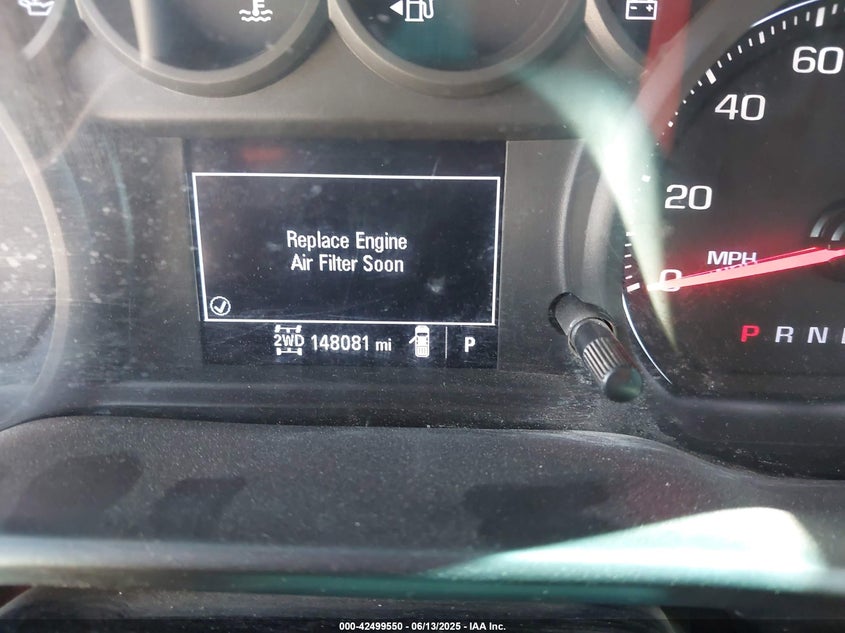 60
40
20
0
MPH
Replace Engine
Air Filter Soon
2WD 148081 mi P
P R N
000-42499550 - 06/13/2025 - IAA Inc.